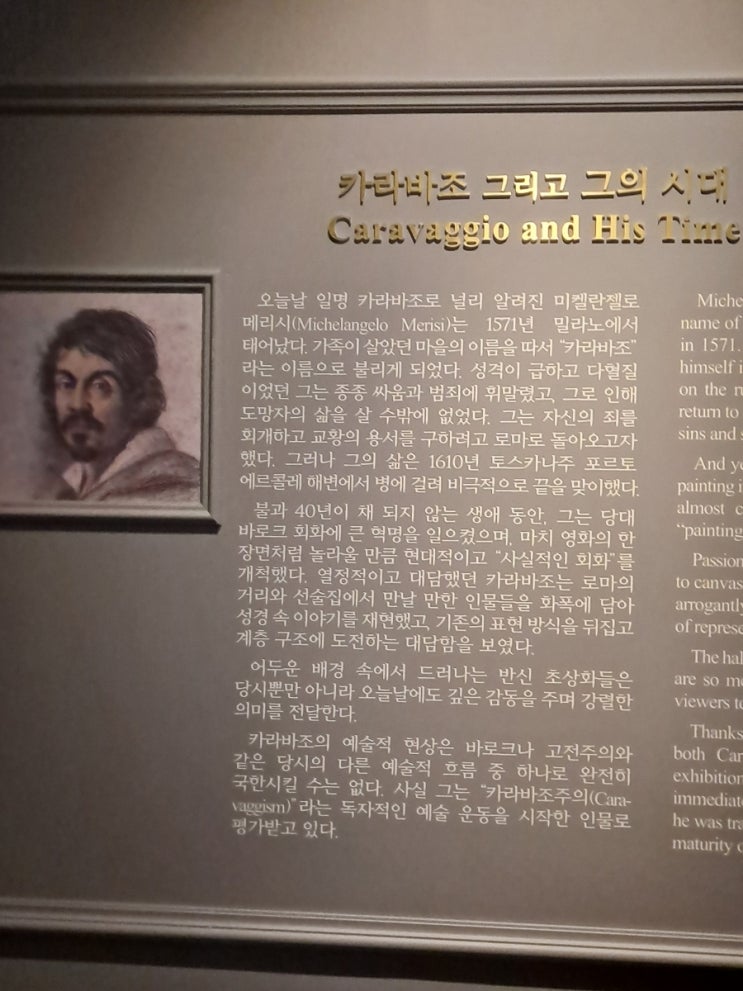 카라바조 그리고 그의 시대
Caravaggio and His Time
오늘날 일명 카라바조로 널리 알려진 미켈란젤로
메리시(Michelangelo Merisi)는 1571년 밀라노에서
태어났다. 가족이 살았던 마을의 이름을 따서 “카라바조”
라는 이름으로 불리게 되었다. 성격이 급하고 다혈질
이었던 그는 종종 싸움과 범죄에 휘말렸고, 그로 인해
도망자의 삶을 살 수밖에 없었다. 그는 자신의 죄를
회개하고 교황의 용서를 구하려고 로마로 돌아오고자
했다. 그러나 그의 삶은 1610년 토스카나주 포르토
에르콜레 해변에서 병에 걸려 비극적으로 끝을 맞이했다.
불과 40년이 채 되지 않는 생애 동안, 그는 당대
바로크 회화에 큰 혁명을 일으켰으며, 마치 영화의 한
장면처럼 놀라울 만큼 현대적이고 “사실적인 회화”를
개척했다. 열정적이고 대담했던 카라바조는 로마의
거리와 선술집에서 만날 만한 인물들을 화폭에 담아
성경 속 이야기를 재현했고, 기존의 표현 방식을 뒤집고
계층 구조에 도전하는 대담함을 보였다.
어두운 배경 속에서 드러나는 반신 초상화들은
당시뿐만 아니라 오늘날에도 깊은 감동을 주며 강렬한
의미를 전달한다.
카라바조의 예술적 현상은 바로크나 고전주의와
같은 당시의 다른 예술적 흐름 중 하나로 완전히
국한시킬 수는 없다. 사실 그는 “카라바조주의(Cara-
vaggism)”라는 독자적인 예술 운동을 시작한 인물로
평가받고 있다.
Miche
name of
in 1571.
himself i
on the ru
return to
sins and s
And ye
painting i
almost c
“painting
Passion
to canvas
arrogantly
of represe
The hal
are so mo
viewers to
Thanks
both Car
exhibition
immediate
he was tra
maturity o